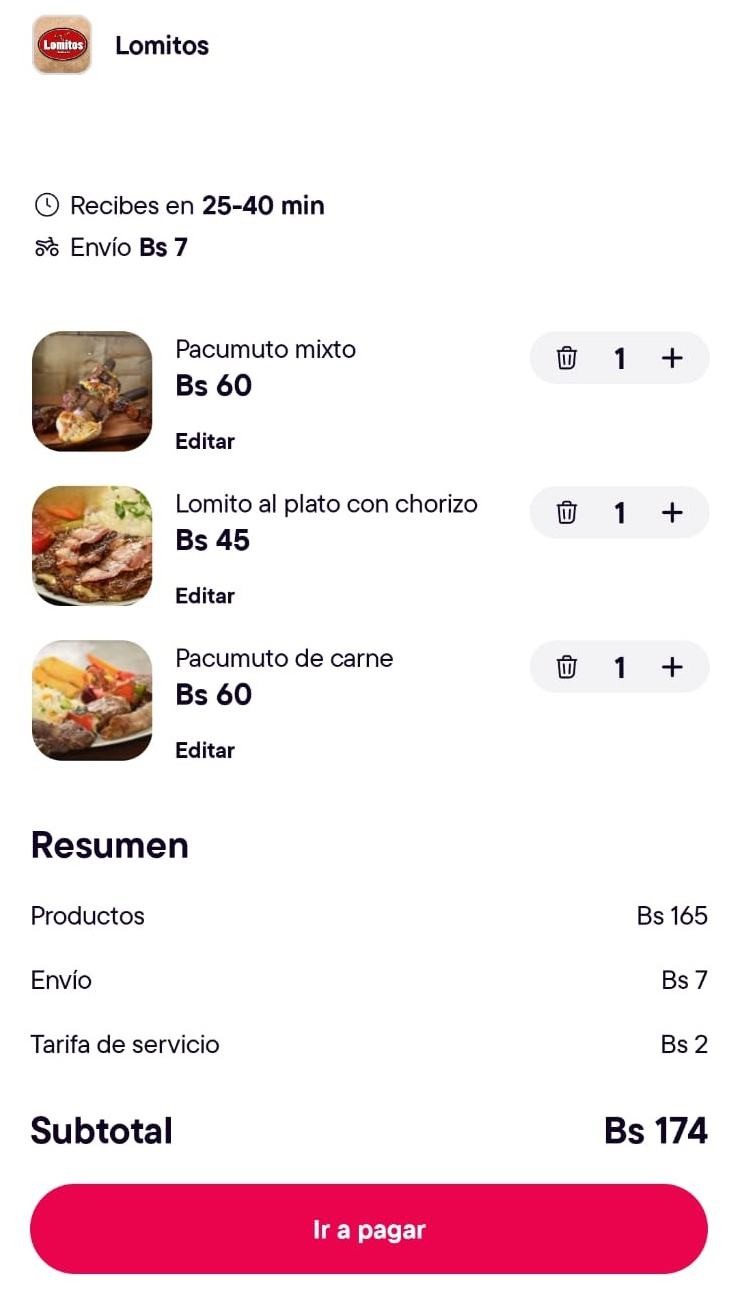 Lomitos
Lomitos
Recibes en 25-40 min
Envío Bs 7
Pacumuto mixto
Bs 60
Editar
1
Lomito al plato con chorizo
Bs 45
Editar
1
Pacumuto de carne
Bs 60
Editar
1
Resumen
Productos Bs 165
Envío Bs 7
Tarifa de servicio Bs 2
Subtotal Bs 174
Ir a pagar